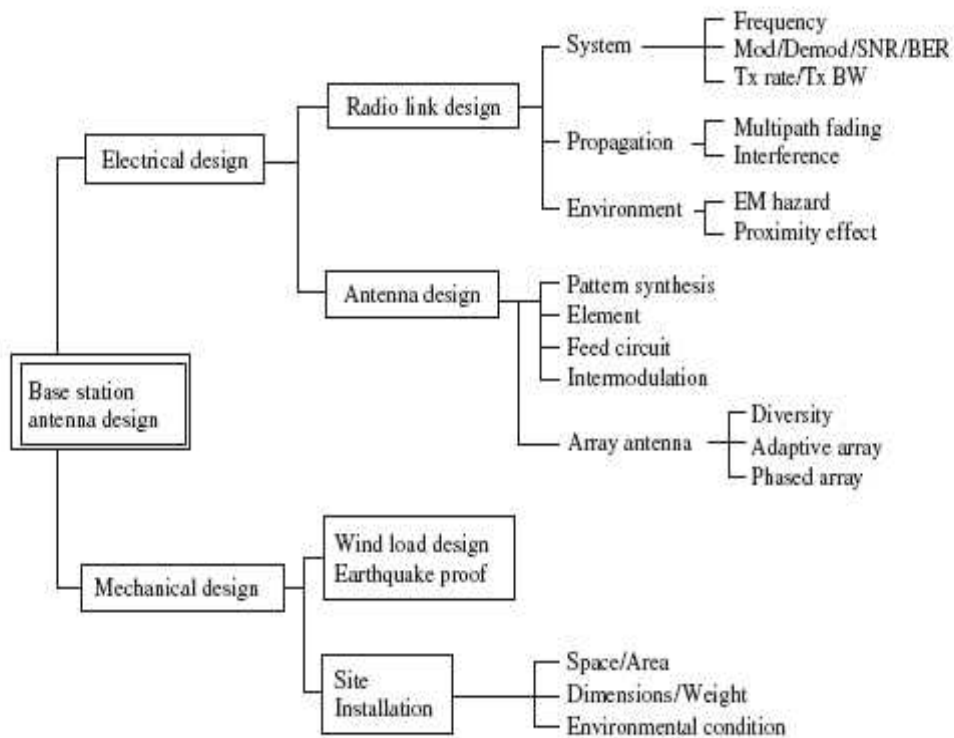 Frequency
System
Mod/Demod/SNR/BER
Tx rate/Tx BW
Radio link design
Multipath fading
Propagation
Interference
Electrical design
EM hazard
Environment
Proximity effect
Antenna design
Pattern synthesis
Element
Feed circuit
Intermodulation
Base station
antenna design
Diversity
Array antenna
Adaptive array
Phased array
Wind load design
Earthquake proof
Mechanical design
Space/Area
Site
Installation
Dimensions/Weight
Environmental condition